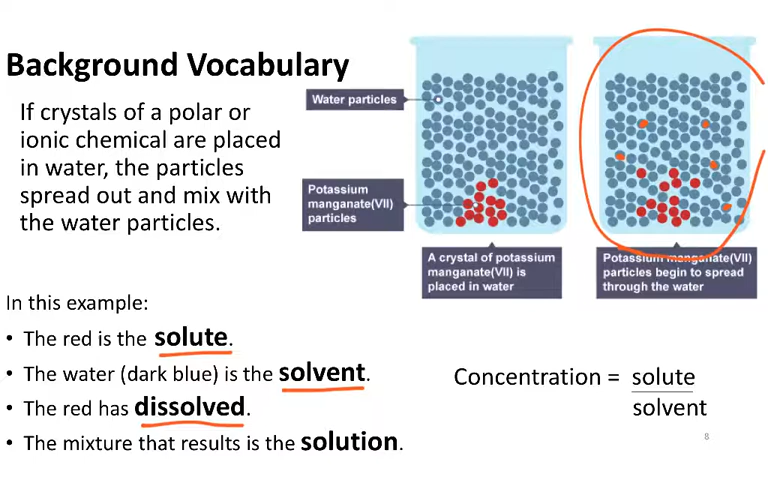 Background Vocabulary
If crystals of a polar or
ionic chemical are placed
in water, the particles
spread out and mix with
the water particles.
Water particles
Potassium
manganate(VII)
particles
A crystal of potassium
manganate(VII) is
placed in water
Potassium manganate(VII)
particles begin to spread
through the water
In this example:
• The red is the solute.
• The water (dark blue) is the solvent.
• The red has dissolved.
• The mixture that results is the solution.
Concentration = solute
solvent
8